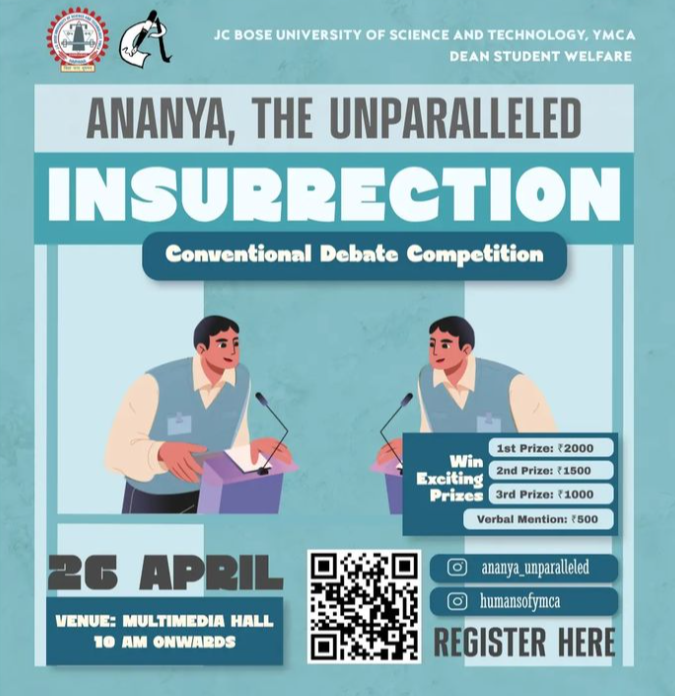 JC BOSE UNIVERSITY OF SCIENCE AND TECHNOLOGY, YMCA
DEAN STUDENT WELFARE
ANANYA, THE UNPARALLELED
INSURRECTION
Conventional Debate Competition
Win
Exciting
Prizes
1st Prize: ₹2000
2nd Prize: ₹1500
3rd Prize: ₹1000
Verbal Mention: ₹500
26 APRIL
VENUE: MULTIMEDIA HALL
10 AM ONWARDS
ananya_unparalleled
humansofymca
REGISTER HERE